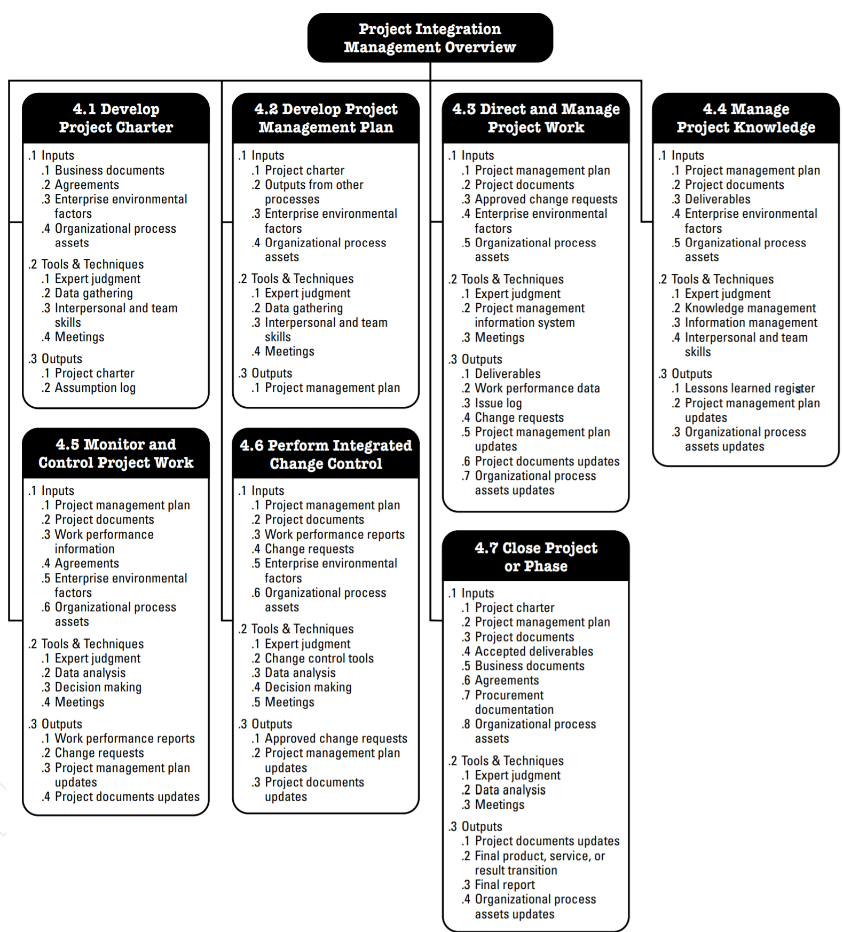 Project Integration
Management Overview
4.1 Develop
Project Charter
.1 Inputs
.1 Business documents
.2 Agreements
.3 Enterprise environmental
factors
.4 Organizational process
assets
.2 Tools & Techniques
.1 Expert judgment
.2 Data gathering
.3 Interpersonal and team
skills
.4 Meetings
.3 Outputs
.1 Project charter
.2 Assumption log
4.2 Develop Project
Management Plan
.1 Inputs
.1 Project charter
.2 Outputs from other
processes
.3 Enterprise environmental
factors
.4 Organizational process
assets
.2 Tools & Techniques
.1 Expert judgment
.2 Data gathering
.3 Interpersonal and team
skills
.4 Meetings
.3 Outputs
.1 Project management plan
4.3 Direct and Manage
Project Work
.1 Inputs
.1 Project management plan
.2 Project documents
.3 Approved change requests
.4 Enterprise environmental
factors
.5 Organizational process
assets
.2 Tools & Techniques
.1 Expert judgment
.2 Project management
information system
.3 Meetings
.3 Outputs
.1 Deliverables
.2 Work performance data
.3 Issue log
.4 Change requests
.5 Project management plan
updates
.6 Project documents updates
.7 Organizational process
assets updates
4.4 Manage
Project Knowledge
.1 Inputs
.1 Project management plan
.2 Project documents
.3 Deliverables
.4 Enterprise environmental
factors
.5 Organizational process
assets
.2 Tools & Techniques
.1 Expert judgment
.2 Knowledge management
.3 Information management
.4 Interpersonal and team
skills
.3 Outputs
.1 Lessons learned register
.2 Project management plan
updates
.3 Organizational process
assets updates
4.5 Monitor and
Control Project Work
.1 Inputs
.1 Project management plan
.2 Project documents
.3 Work performance
information
.4 Agreements
.5 Enterprise environmental
factors
.6 Organizational process
assets
.2 Tools & Techniques
.1 Expert judgment
.2 Data analysis
.3 Decision making
.4 Meetings
.3 Outputs
.1 Work performance reports
.2 Change requests
.3 Project management plan
updates
.4 Project documents updates
4.6 Perform Integrated
Change Control
.1 Inputs
.1 Project management plan
.2 Project documents
.3 Work performance reports
.4 Change requests
.5 Enterprise environmental
factors
.6 Organizational process
assets
.2 Tools & Techniques
.1 Expert judgment
.2 Change control tools
.3 Data analysis
.4 Decision making
.5 Meetings
.3 Outputs
.1 Approved change requests
.2 Project management plan
updates
.3 Project documents
updates
4.7 Close Project
or Phase
.1 Inputs
.1 Project charter
.2 Project management plan
.3 Project documents
.4 Accepted deliverables
.5 Business documents
.6 Agreements
.7 Procurement
documentation
.8 Organizational process
assets
.2 Tools & Techniques
.1 Expert judgment
.2 Data analysis
.3 Meetings
.3 Outputs
.1 Project documents updates
.2 Final product, service, or
result transition
.3 Final report
.4 Organizational process
assets updates